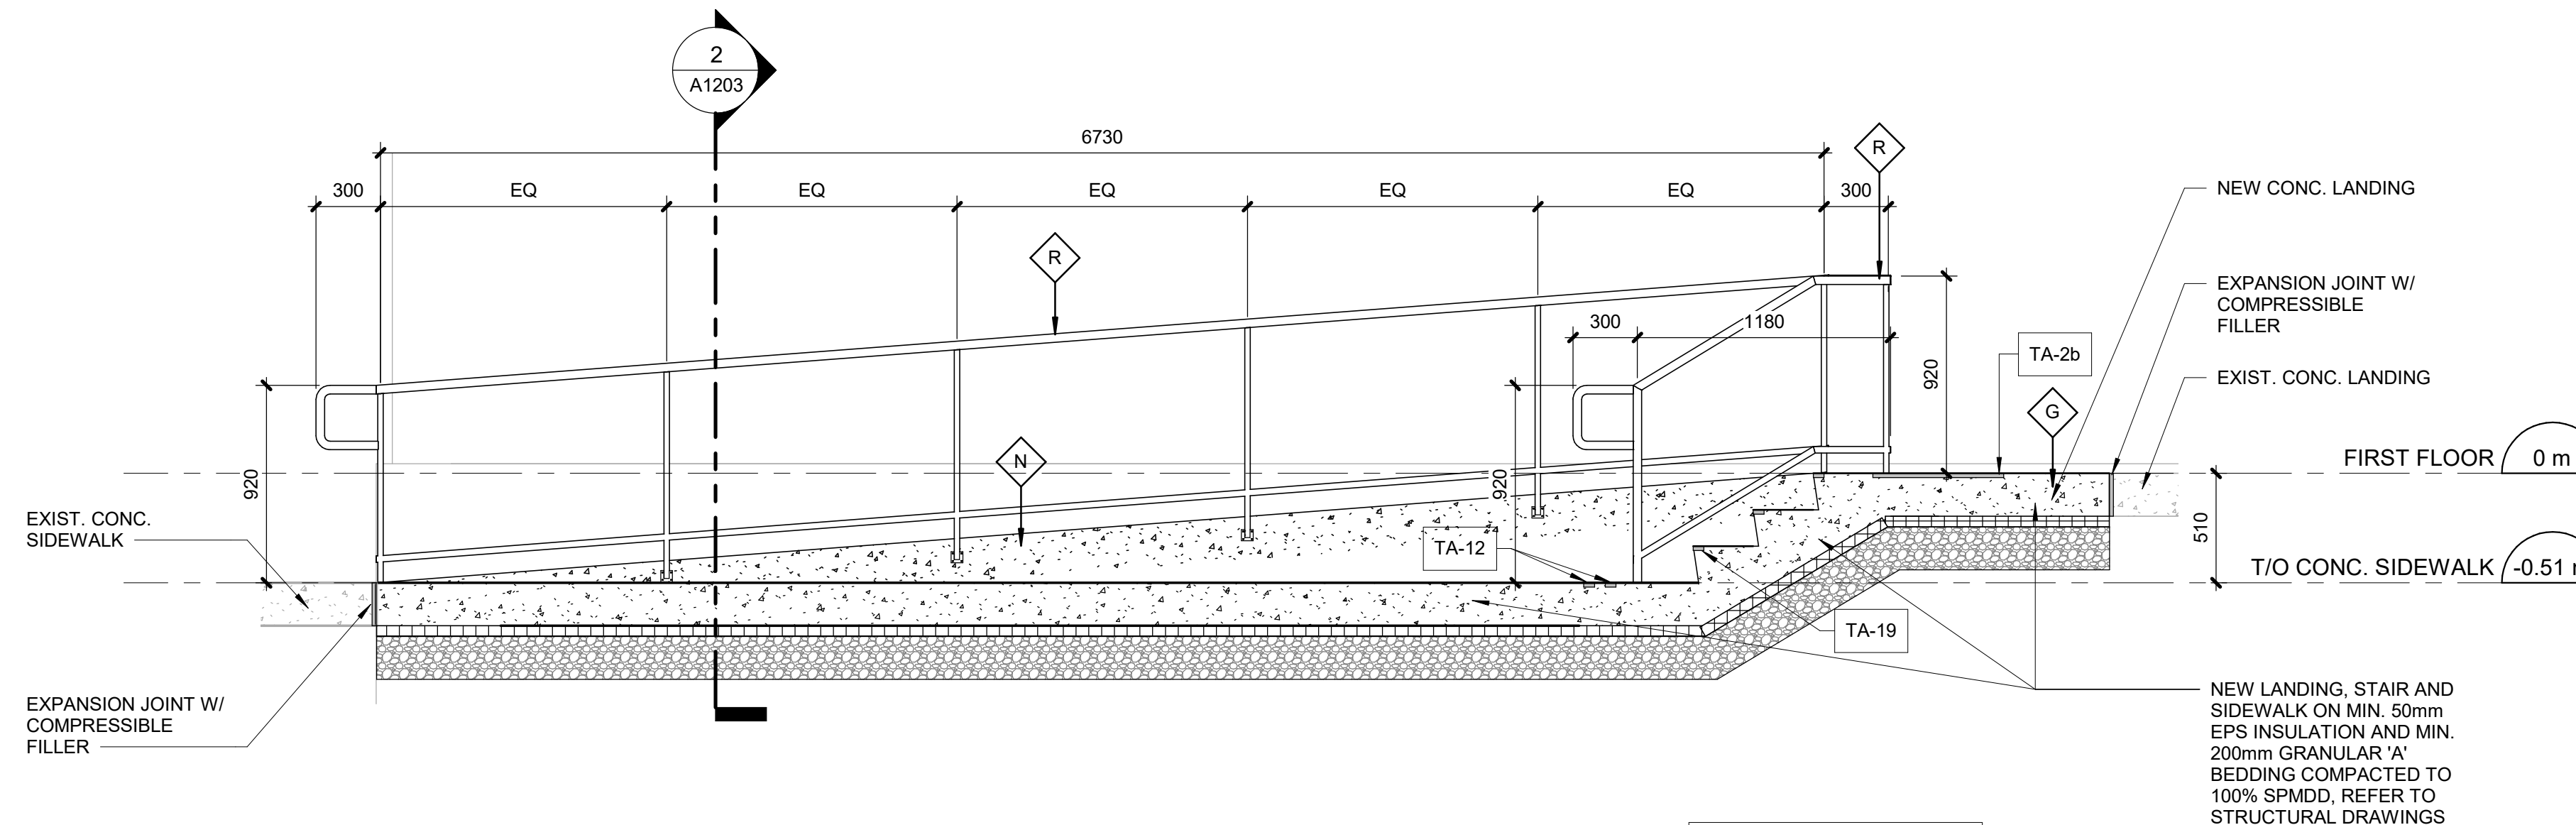 2
A1203
6730
R
300
EQ
EQ
EQ
EQ
EQ
300
NEW CONC. LANDING
R
EXPANSION JOINT W/
COMPRESSIBLE
FILLER
300
1180
TA-2b
920
EXIST. CONC. LANDING
G
N
FIRST FLOOR
0 m
920
920
EXIST. CONC.
SIDEWALK
TA-12
510
T/O CONC. SIDEWALK
TA-19
EXPANSION JOINT W/
COMPRESSIBLE
FILLER
NEW LANDING, STAIR AND
SIDEWALK ON MIN. 50mm
EPS INSULATION AND MIN.
200mm GRANULAR 'A'
BEDDING COMPACTED TO
100% SPMDD, REFER TO
STRUCTURAL DRAWINGS
-0.51